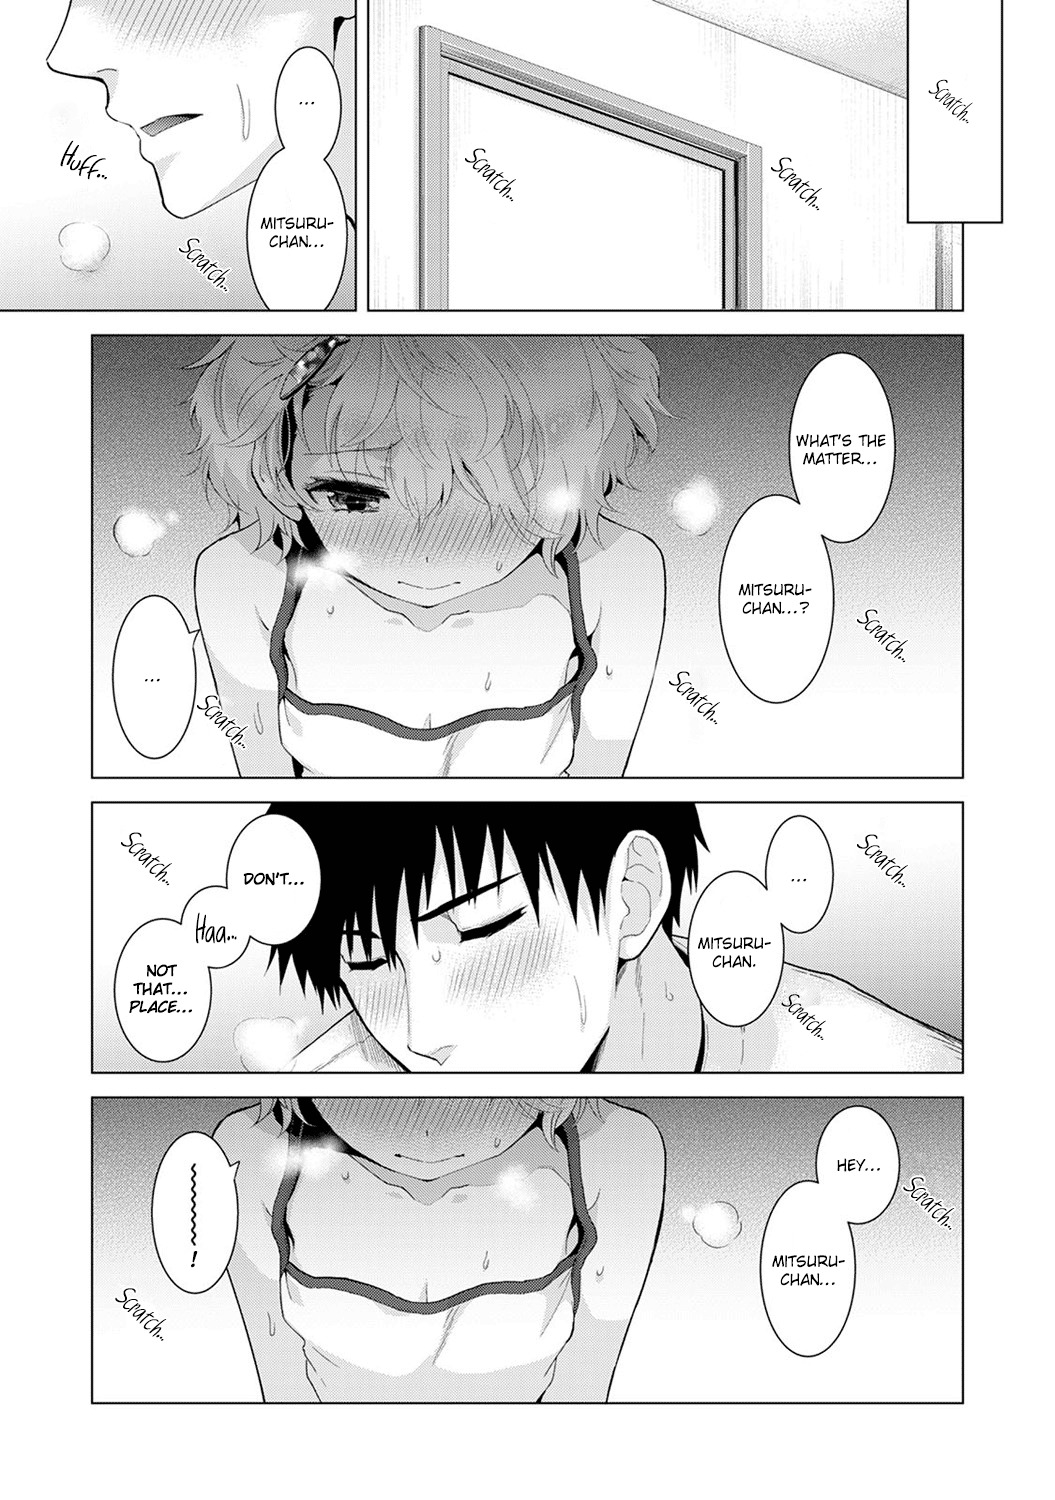 Scratch...
Scratch...
Scratch...
...
MITSURU-
CHAN...
Huff...
Scratch...
WHAT'S THE
MATTER...
MITSURU-
CHAN...?
Scratch...
Scratch...
...
Scratch...
...
Scratch...
MITSURU-
CHAN.
Scratch...
DON'T...
Haa...
NOT
THAT...
PLACE...
Scratch...
HEY...
Scratch...
MITSURU-
CHAN...
!
Scratch...